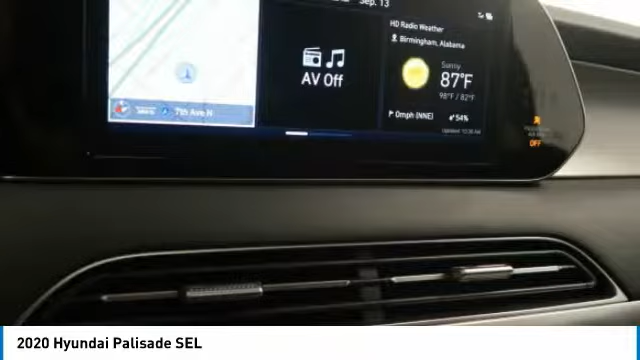 Sep. 13
HD Radio Weather
Birmingham, Alabama
AV Off
Sunny
87°F
98°F / 82°F
0mph (NNE)
54%
7th Ave N
OFF
2020 Hyundai Palisade SEL